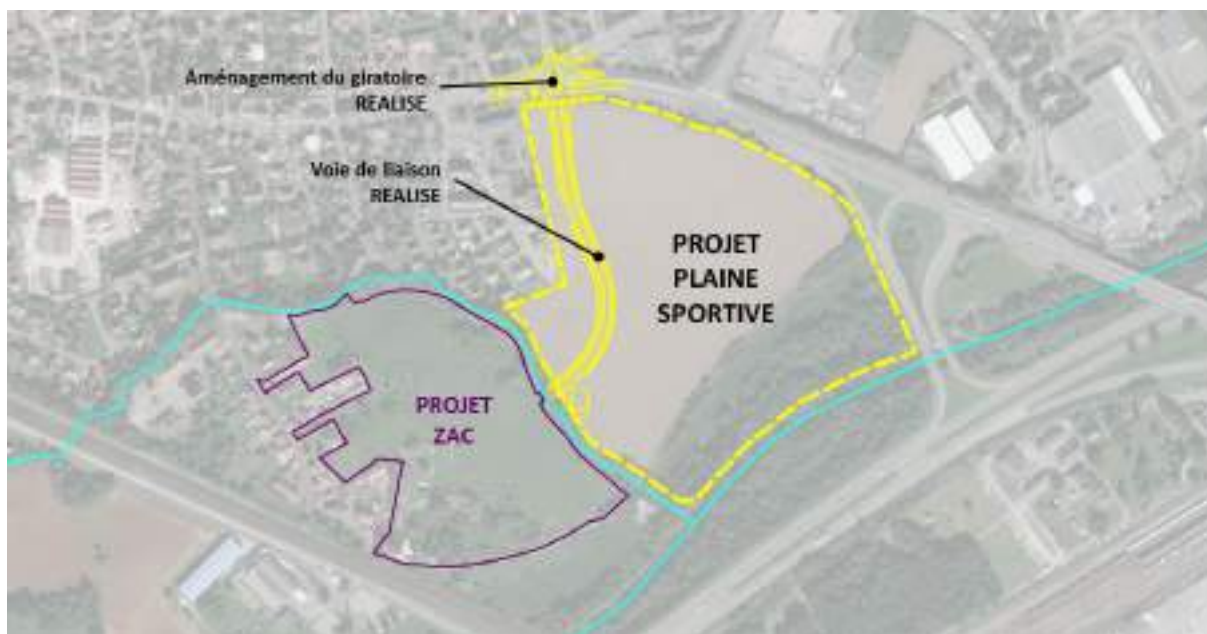 Aménagement du giratoire
REALISE
Voie de liaison
REALISE
PROJET
PLAINE
SPORTIVE
PROJET
ZAC